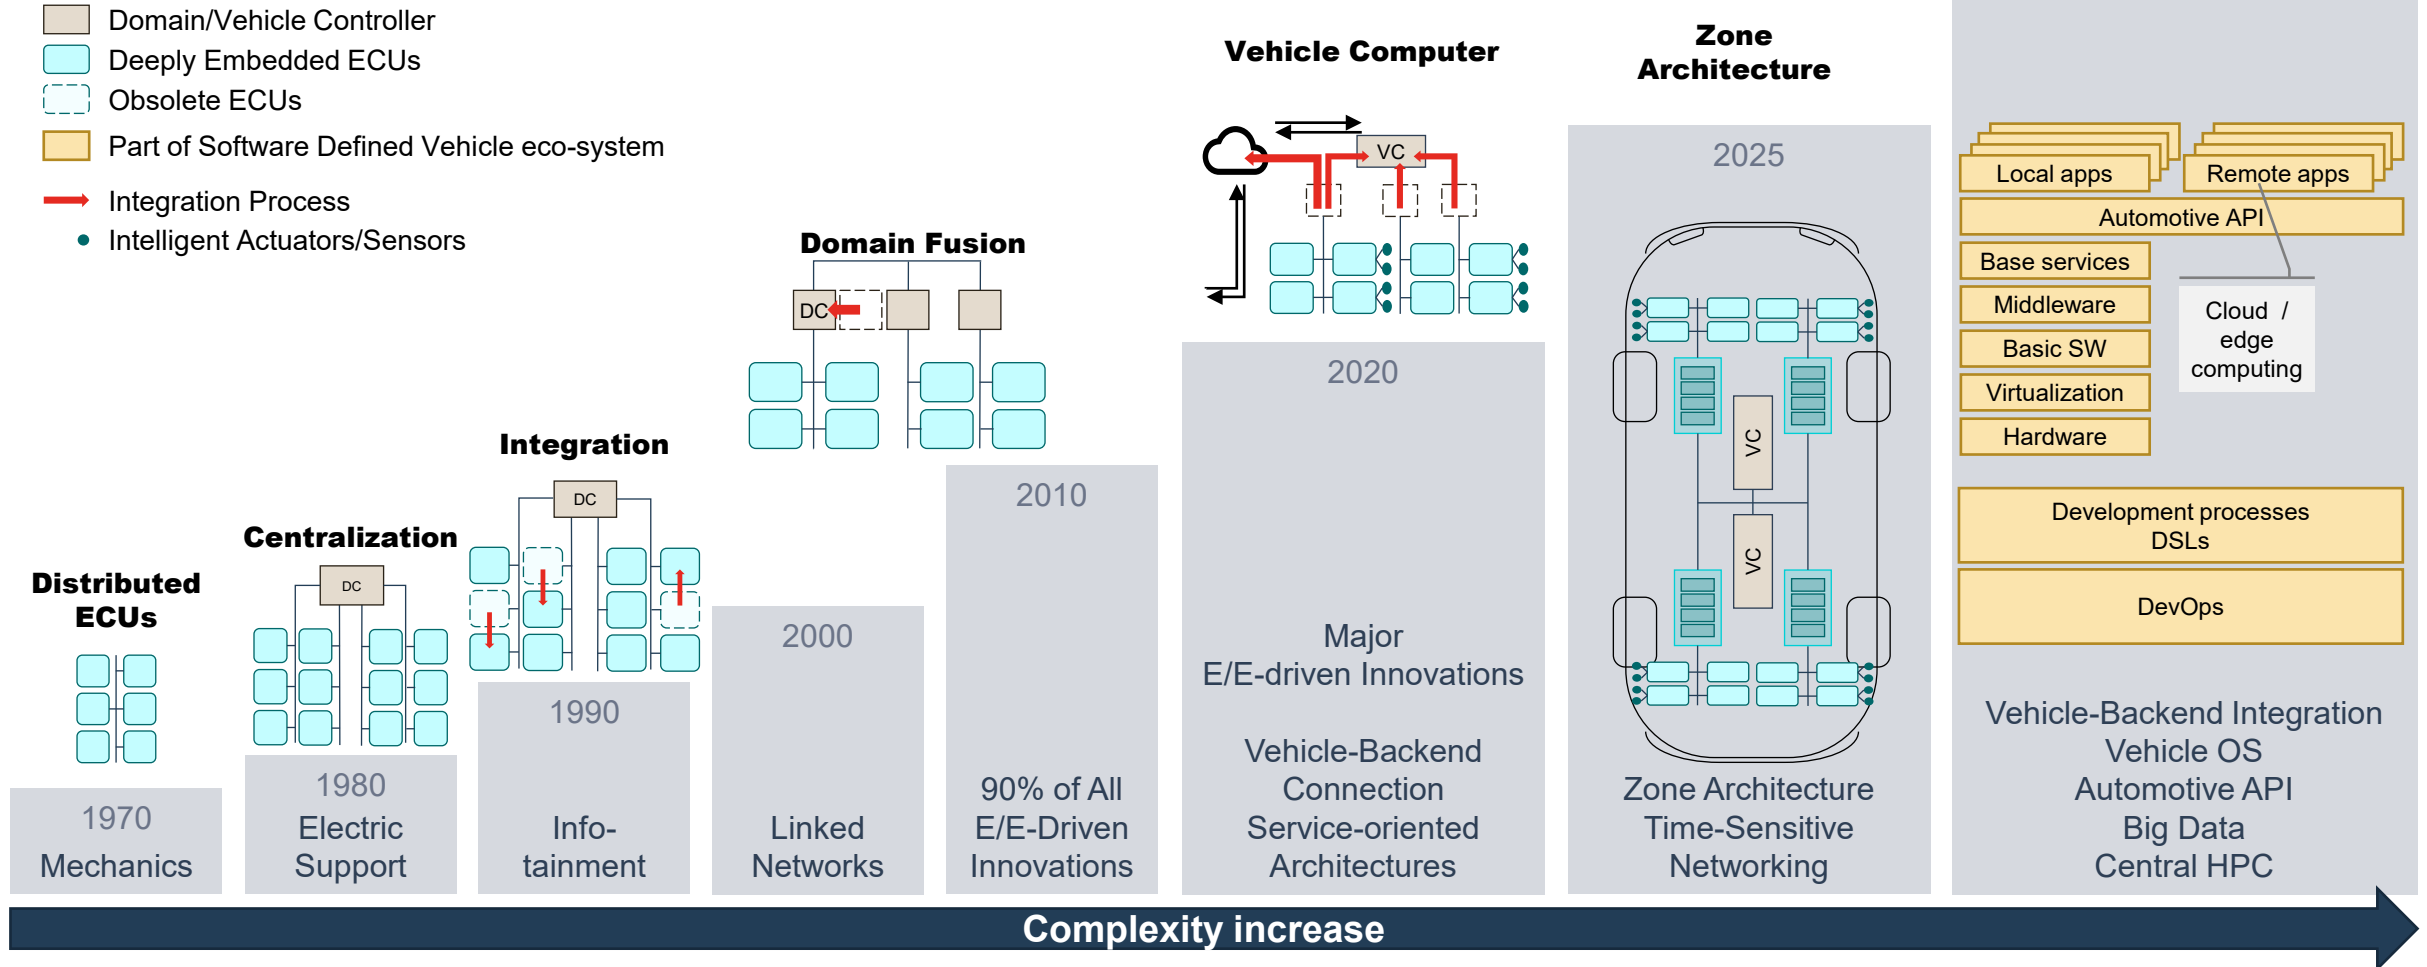 Domain/Vehicle Controller
Deeply Embedded ECUs
Obsolete ECUs
Part of Software Defined Vehicle eco-system
Integration Process
Intelligent Actuators/Sensors
Distributed
ECUs
1970
Mechanics
Centralization
DC
1980
Electric
Support
Integration
DC
1990
Info-
tainment
Domain Fusion
DC
2000
Linked
Networks
2010
90% of All
E/E-Driven
Innovations
Vehicle Computer
VC
2020
Major
E/E-driven Innovations
Vehicle-Backend
Connection
Service-oriented
Architectures
Zone
Architecture
2025
VC
VC
Zone Architecture
Time-Sensitive
Networking
Local apps
Remote apps
Automotive API
Base services
Middleware
Basic SW
Virtualization
Hardware
Cloud /
edge
computing
Development processes
DSLs
DevOps
Vehicle-Backend Integration
Vehicle OS
Automotive API
Big Data
Central HPC
Complexity increase